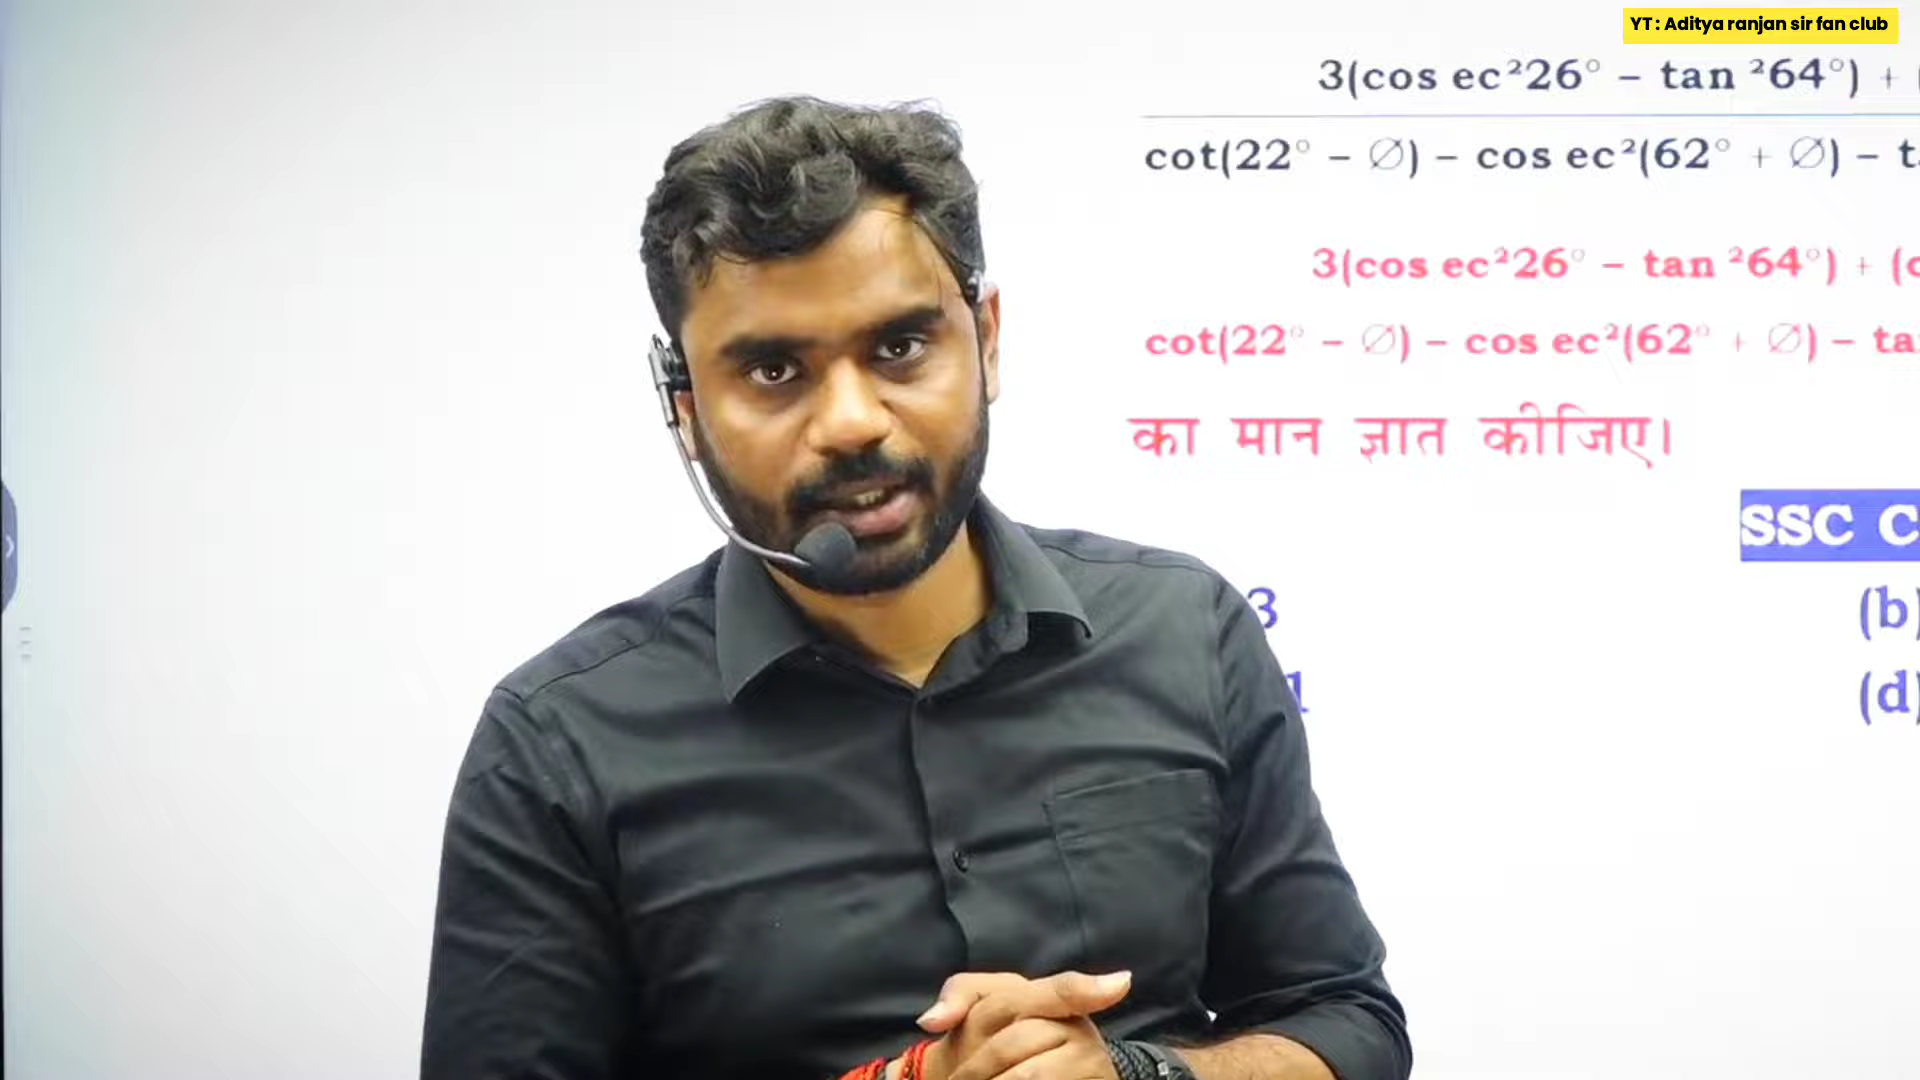 YT: Aditya ranjan sir fan club
3(cos ec²26° – tan ²64°) + (
cot(22° – ∅) – cos ec²(62° + ∅) – t
3(cos ec²26° – tan ²64°) + (c
cot(22° – ∅) – cos ec²(62° + ∅) – ta
का मान ज्ञात कीजिए।
SSC C
3 (b)
1 (d)